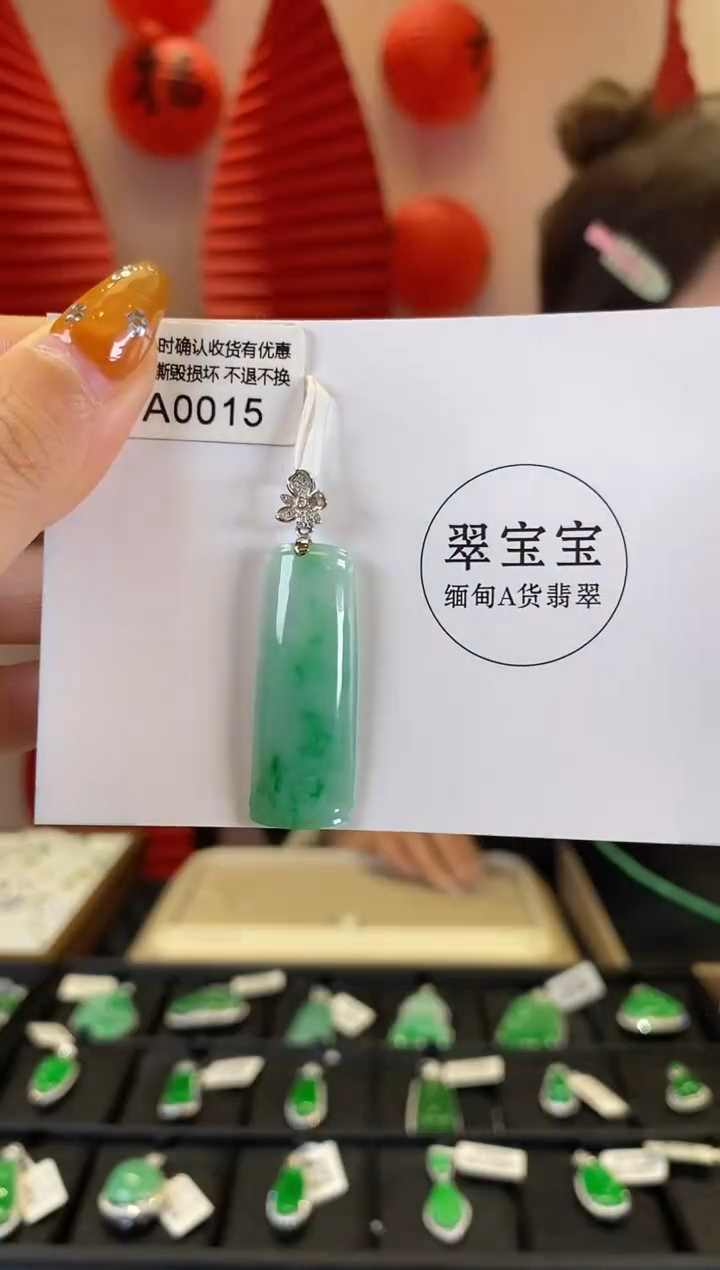 福
时确认收货有优惠
撕毁损坏 不退不换
A0015
翠宝宝
缅甸A货翡翠